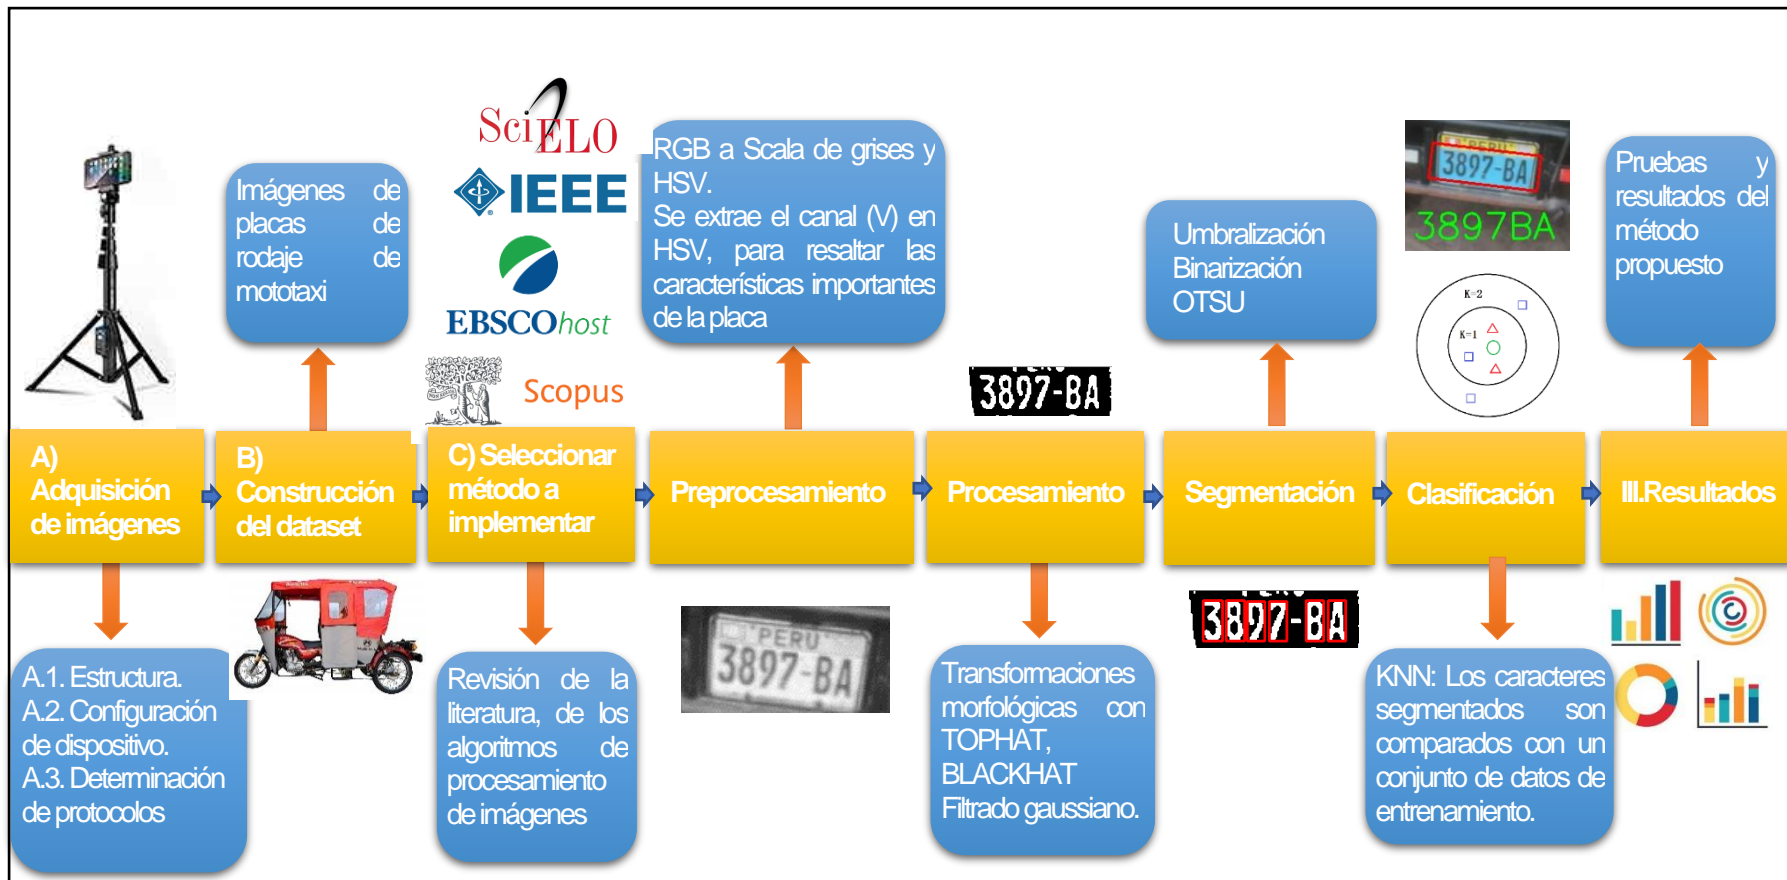 SciELO
IEEE
EBSCOhost
Scopus
Imágenes de
placas de
rodaje de
mototaxi
RGB a Scala de grises y
HSV.
Se extrae el canal (V) en
HSV, para resaltar las
características importantes
de la placa
3897-BA
Umbralización
Binarización
OTSU
PERU
3897-BA
3897BA
K=2
K=1
Pruebas y
resultados del
método
propuesto
A)
Adquisición
de imágenes
B)
Construcción
del dataset
C) Seleccionar
método a
implementar
Preprocesamiento
Procesamiento
Segmentación
Clasificación
III.Resultados
A.1. Estructura.
A.2. Configuración
de dispositivo.
A.3. Determinación
de protocolos
Revisión de la
literatura, de los
algoritmos de
procesamiento
de imágenes
PERU
3897-BA
Transformaciones
morfológicas con
TOPHAT,
BLACKHAT
Filtrado gaussiano.
3897-BA
KNN: Los caracteres
segmentados son
comparados con un
conjunto de datos de
entrenamiento.